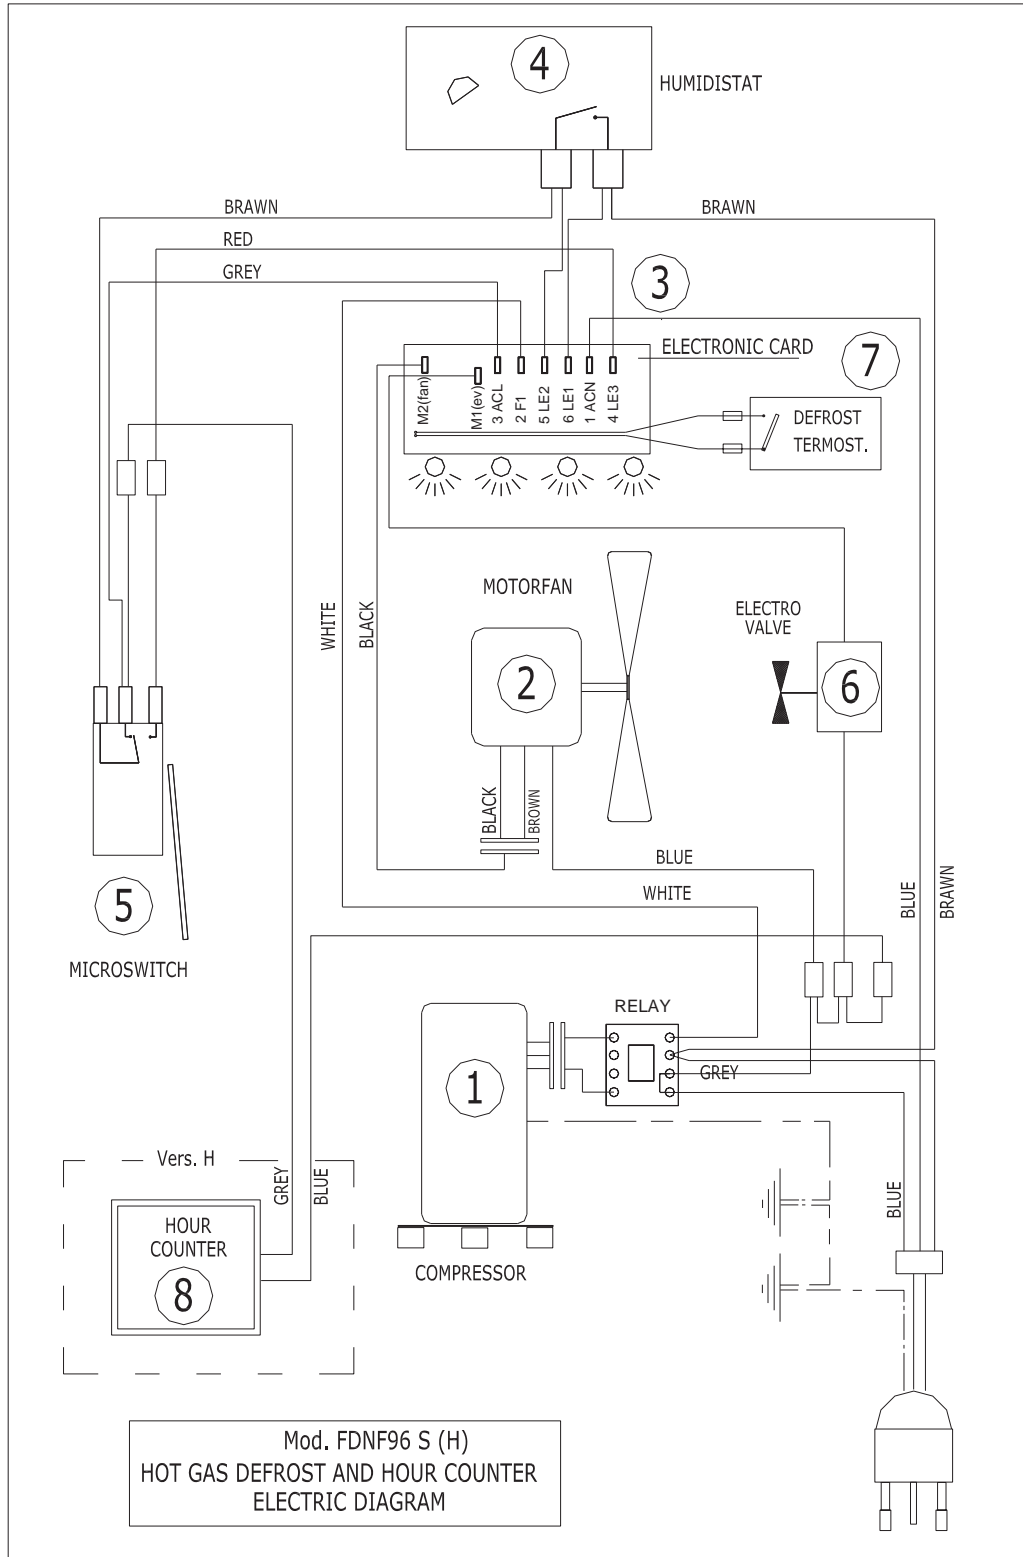 4
HUMIDISTAT
BRAWN
BRAWN
RED
GREY
3
ELECTRONIC CARD
7
M2(fan)
M1(ev)
3 ACL
2 F1
5 LE2
6 LE1
1 ACN
4 LE3
DEFROST
TERMOST.
WHITE
BLACK
MOTORFAN
2
ELECTRO
VALVE
6
BLACK
BROWN
BLUE
WHITE
BLUE
BRAWN
5
MICROSWITCH
RELAY
GREY
1
COMPRESSOR
BLUE
Vers. H
GREY
BLUE
HOUR
COUNTER
8
Mod. FDNF96 S (H)
HOT GAS DEFROST AND HOUR COUNTER
ELECTRIC DIAGRAM